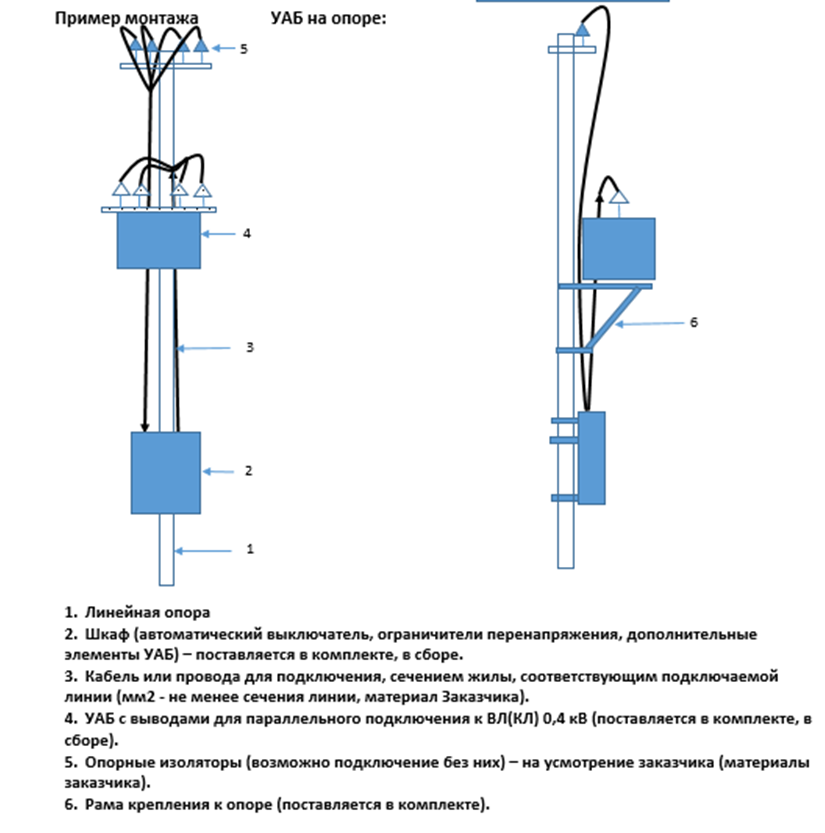 Пример монтажа УАБ на опоре:
5
4
6
3
2
1
1. Линейная опора
2. Шкаф (автоматический выключатель, ограничители перенапряжения, дополнительные
элементы УАБ) – поставляется в комплекте, в сборе.
3. Кабель или провода для подключения, сечением жилы, соответствующим подключаемой
линии (мм2 - не менее сечения линии, материал Заказчика).
4. УАБ с выводами для параллельного подключения к ВЛ(КЛ) 0,4 кВ (поставляется в комплекте, в
сборе).
5. Опорные изоляторы (возможно подключение без них) – на усмотрение заказчика (материалы
заказчика).
6. Рама крепления к опоре (поставляется в комплекте).